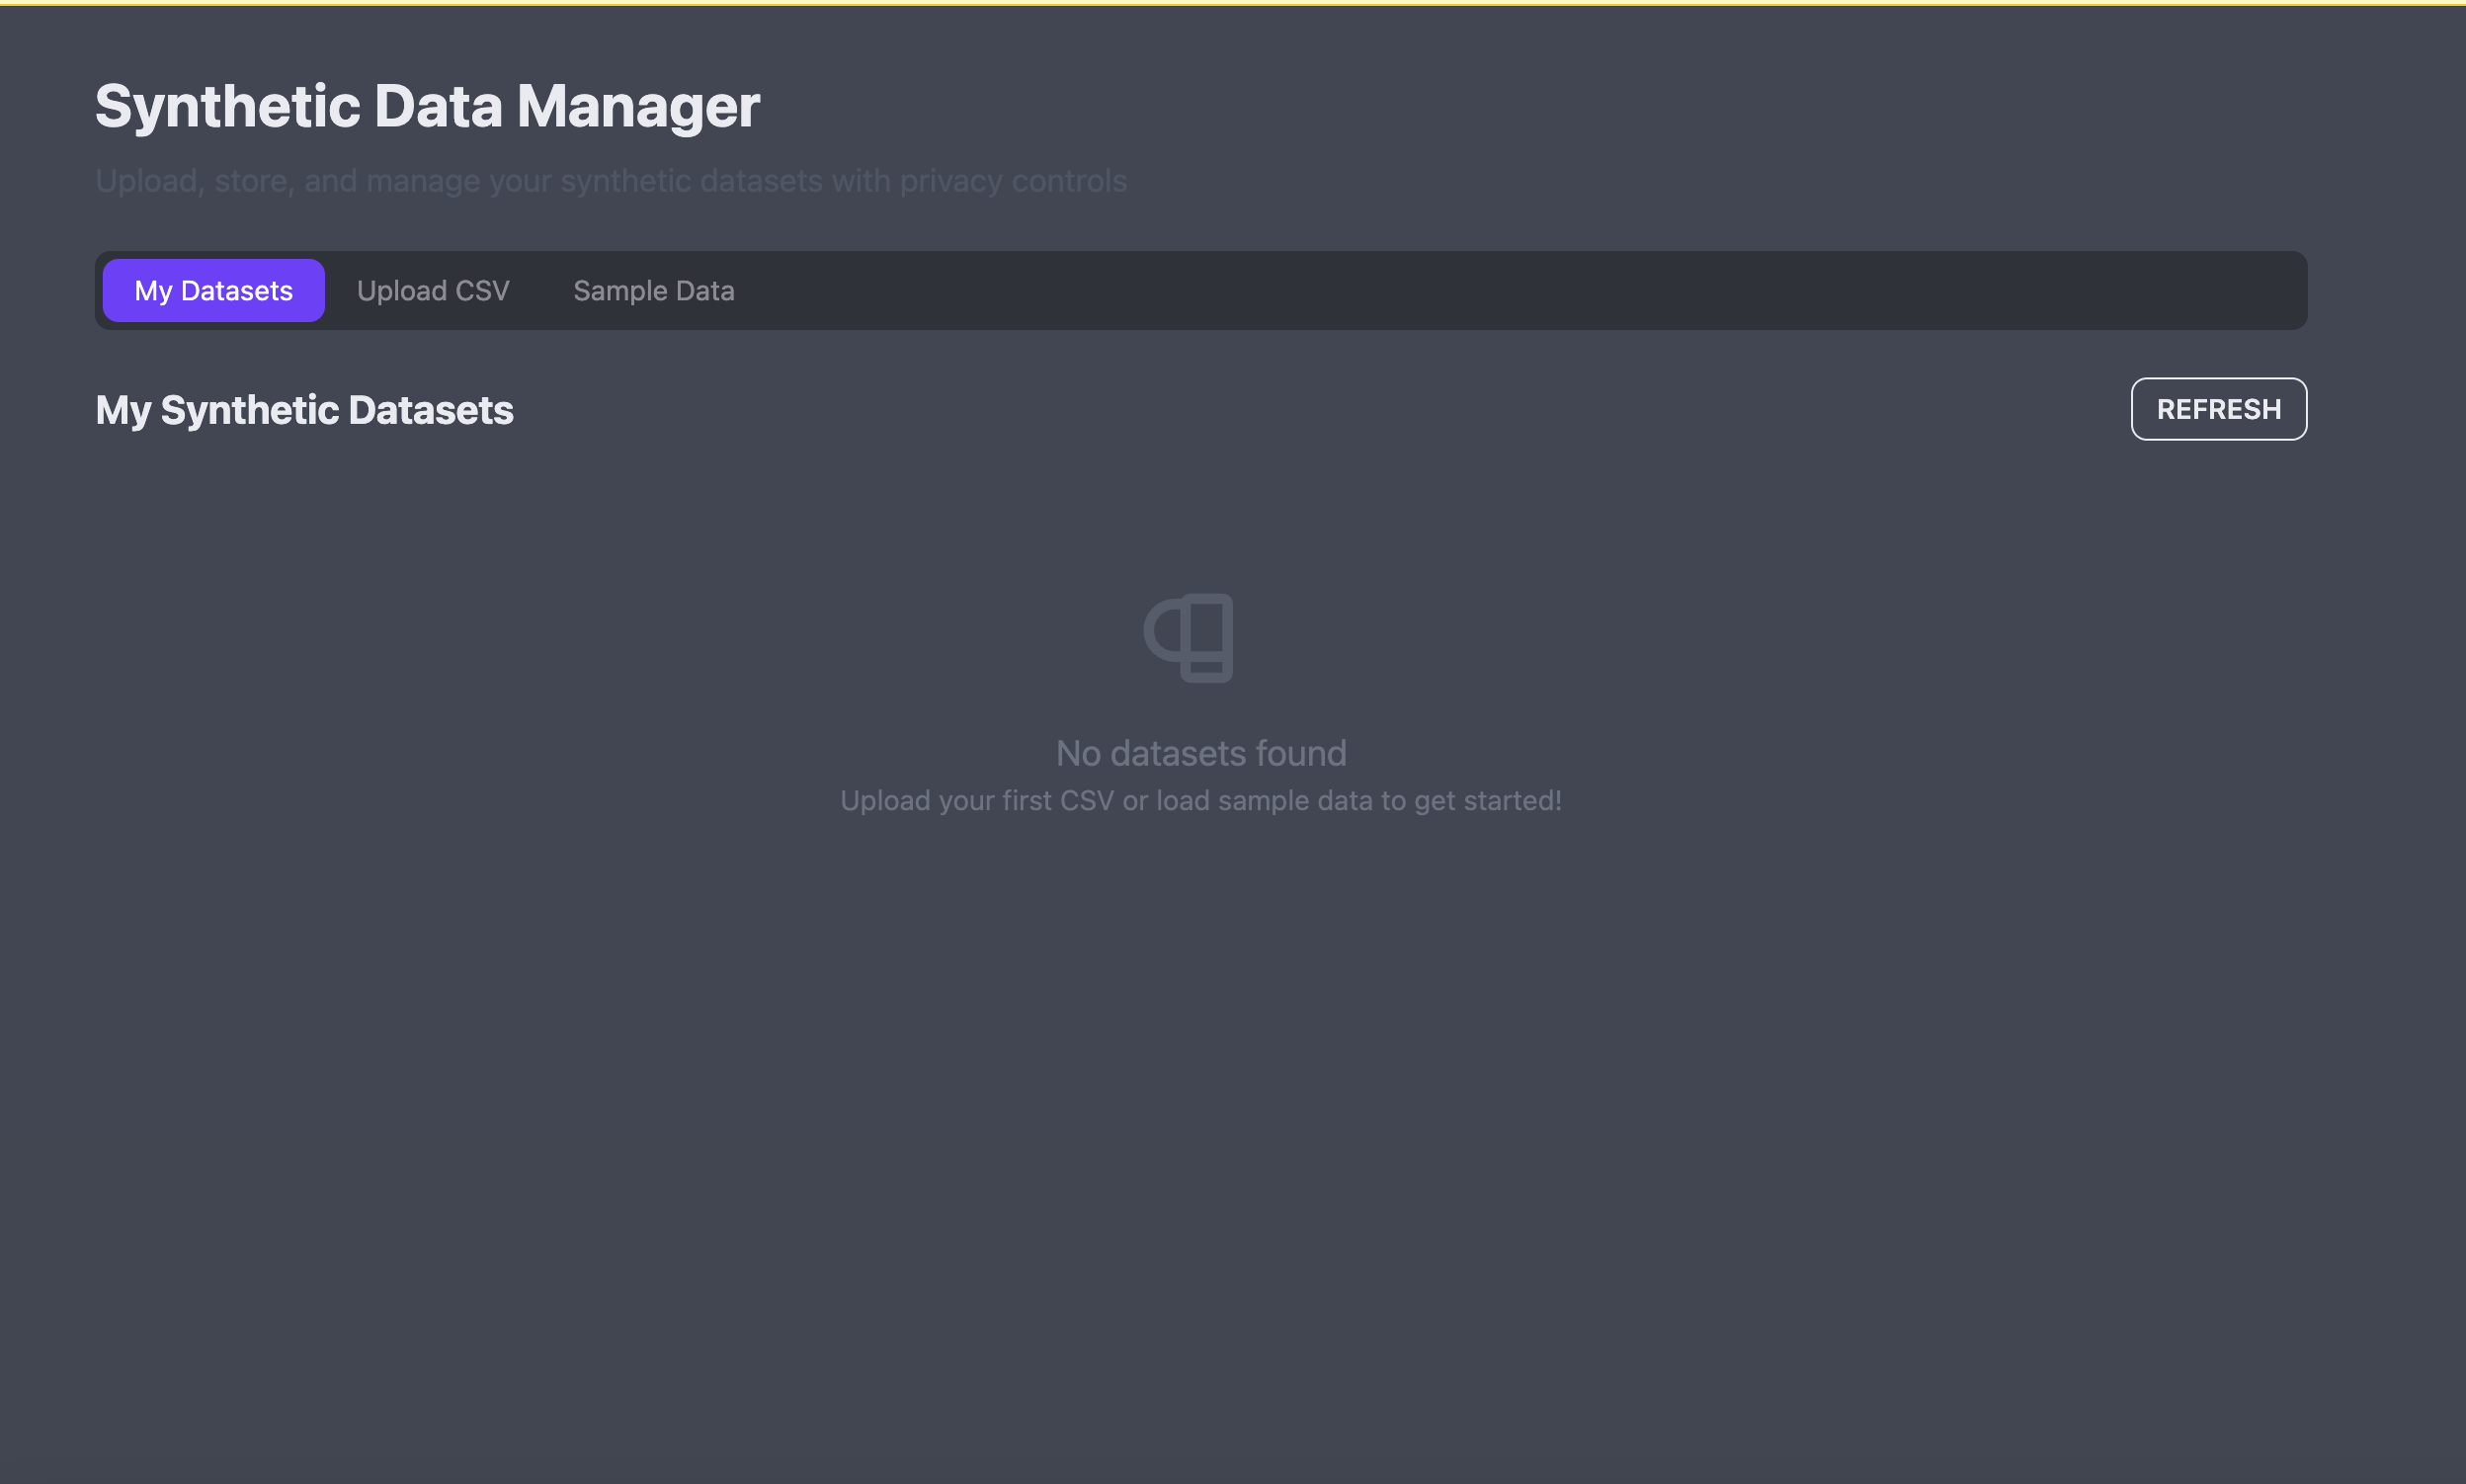 Synthetic Data Manager
Upload, store, and manage your synthetic datasets with privacy controls
My Datasets Upload CSV Sample Data
My Synthetic Datasets REFRESH
No datasets found
Upload your first CSV or load sample data to get started!